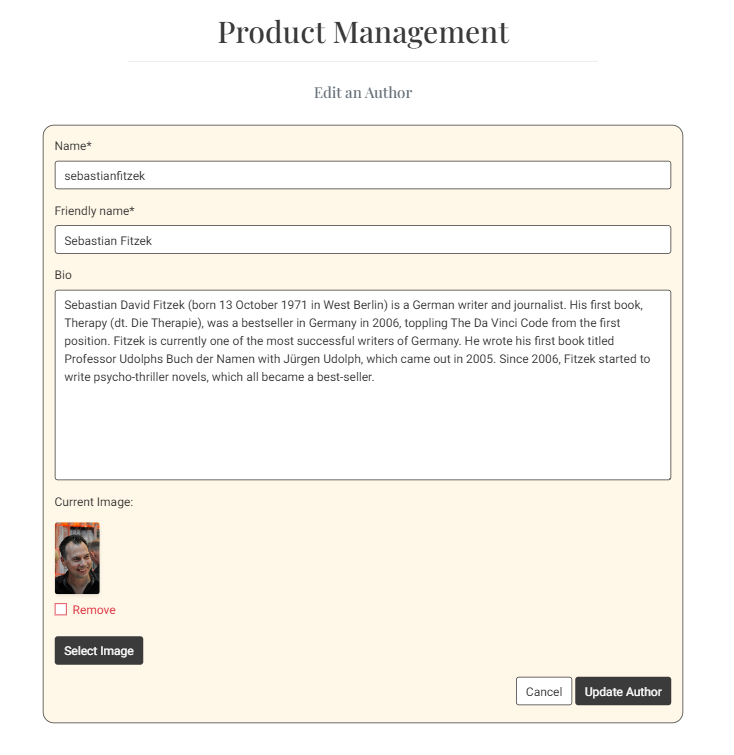 Product Management
Edit an Author
Name*
sebastianfitzek
Friendly name*
Sebastian Fitzek
Bio
Sebastian David Fitzek (born 13 October 1971 in West Berlin) is a German writer and journalist. His first book,
Therapy (dt. Die Therapie), was a bestseller in Germany in 2006, toppling The Da Vinci Code from the first
position. Fitzek is currently one of the most successful writers of Germany. He wrote his first book titled
Professor Udolphs Buch der Namen with Jürgen Udolph, which came out in 2005. Since 2006, Fitzek started to
write psycho-thriller novels, which all became a best-seller.
Current Image:
Remove
Select Image
Cancel
Update Author